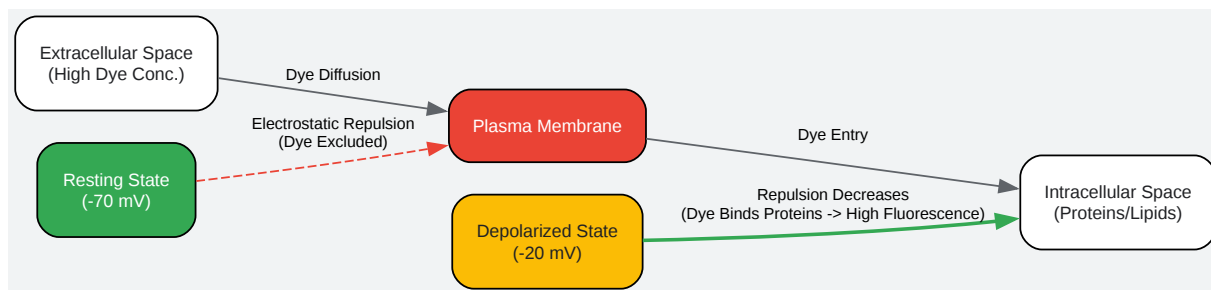 Extracellular Space
(High Dye Conc.)
Dye Diffusion
Electrostatic Repulsion
(Dye Excluded)
Plasma Membrane
Dye Entry
Resting State
(-70 mV)
Repulsion Decreases
(Dye Binds Proteins -> High Fluorescence)
Intracellular Space
(Proteins/Lipids)
Depolarized State
(-20 mV)